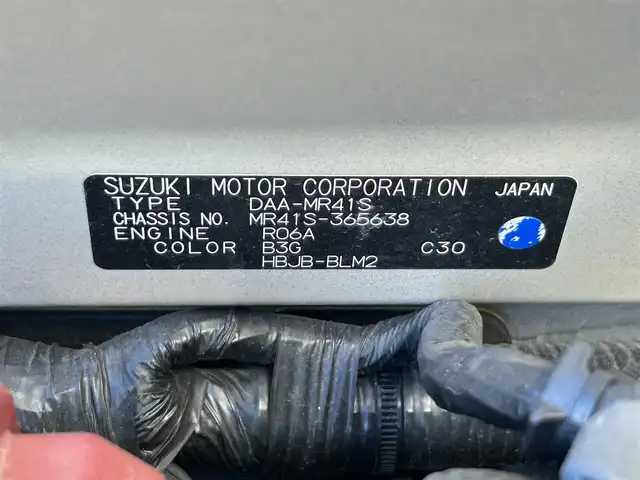 SUZUKI MOTOR CORPORATION JAPAN
TYPE DAA-MR41S
CHASSIS NO. MR41S-365638
ENGINE R06A
COLOR B3G C30
HBJB-BLM2